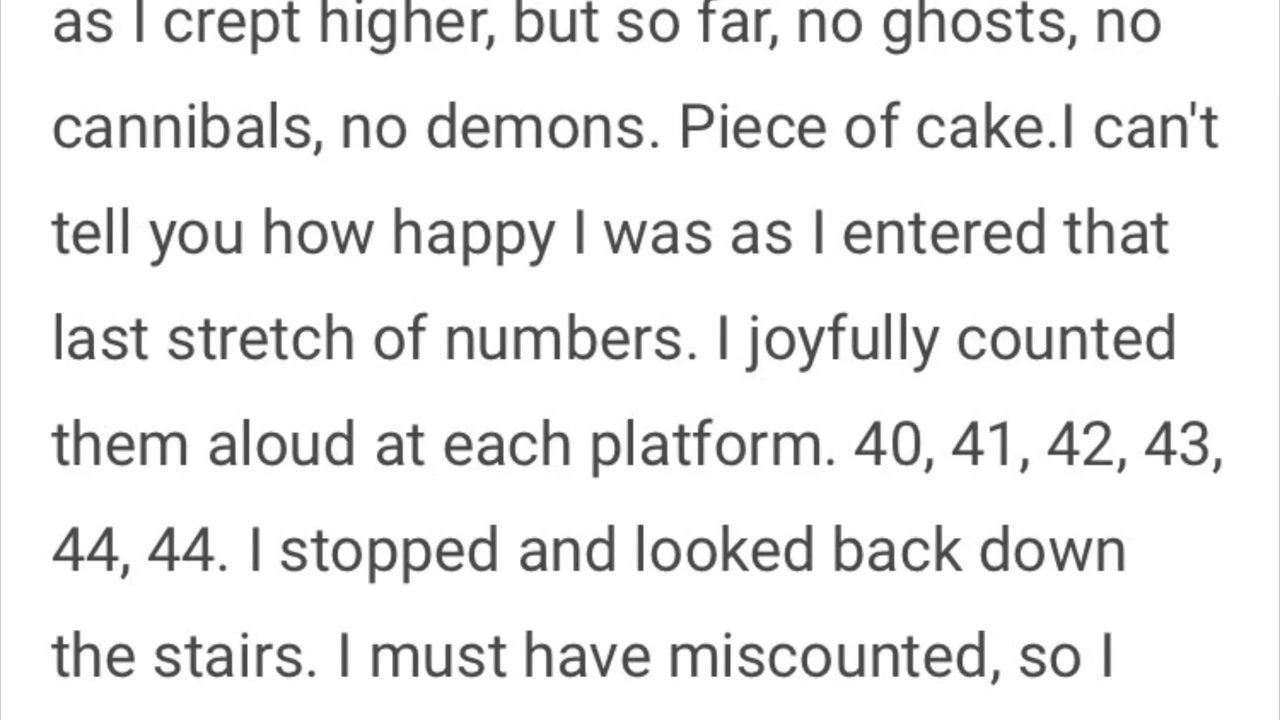 as I crept higher, but so far, no ghosts, no
cannibals, no demons. Piece of cake.I can't
tell you how happy I was as I entered that
last stretch of numbers. I joyfully counted
them aloud at each platform. 40, 41, 42, 43,
44, 44. I stopped and looked back down
the stairs. I must have miscounted, so I